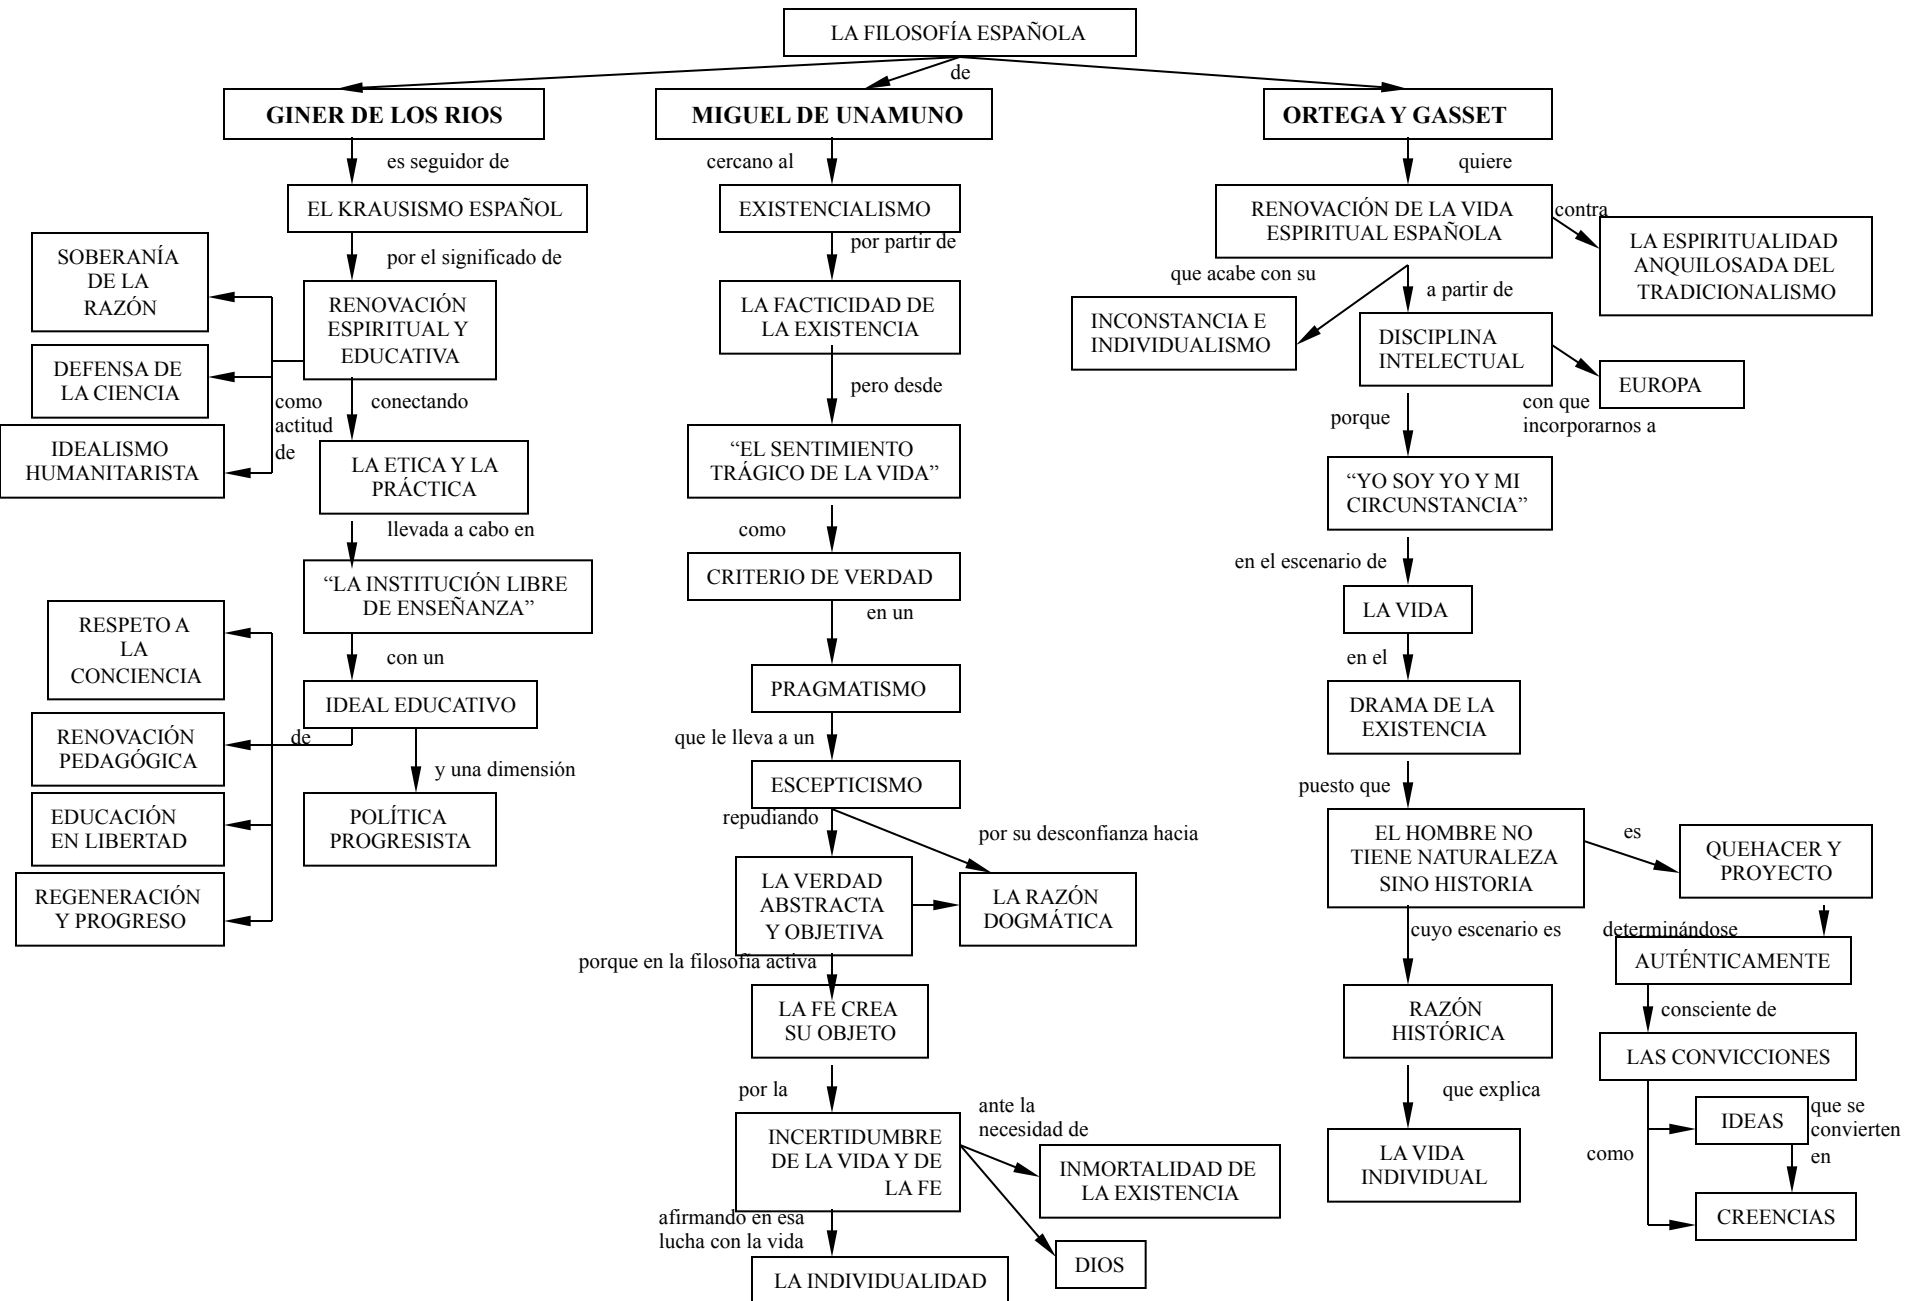 LA FILOSOFÍA ESPAÑOLA
de
GINER DE LOS RIOS
es seguidor de
EL KRAUSISMO ESPAÑOL
por el significado de
RENOVACIÓN
ESPIRITUAL Y
EDUCATIVA
como
actitud
de
SOBERANÍA
DE LA
RAZÓN
DEFENSA DE
LA CIENCIA
IDEALISMO
HUMANITARISTA
conectando
LA ETICA Y LA
PRÁCTICA
llevada a cabo en
“LA INSTITUCIÓN LIBRE
DE ENSEÑANZA”
con un
IDEAL EDUCATIVO
de
RESPETO A
LA
CONCIENCIA
RENOVACIÓN
PEDAGÓGICA
EDUCACIÓN
EN LIBERTAD
REGENERACIÓN
Y PROGRESO
y una dimensión
POLÍTICA
PROGRESISTA
MIGUEL DE UNAMUNO
cercano al
EXISTENCIALISMO
por partir de
LA FACTICIDAD DE
LA EXISTENCIA
pero desde
“EL SENTIMIENTO
TRÁGICO DE LA VIDA”
como
CRITERIO DE VERDAD
en un
PRAGMATISMO
que le lleva a un
ESCEPTICISMO
repudiando
por su desconfianza hacia
LA VERDAD
ABSTRACTA
Y OBJETIVA
LA RAZÓN
DOGMÁTICA
porque en la filosofía activa
LA FE CREA
SU OBJETO
por la
INCERTIDUMBRE
DE LA VIDA Y DE
LA FE
ante la
necesidad de
INMORTALIDAD DE
LA EXISTENCIA
DIOS
afirmando en esa
lucha con la vida
LA INDIVIDUALIDAD
ORTEGA Y GASSET
quiere
RENOVACIÓN DE LA VIDA
ESPIRITUAL ESPAÑOLA
contra
LA ESPIRITUALIDAD
ANQUILOSADA DEL
TRADICIONALISMO
que acabe con su
INCONSTANCIA E
INDIVIDUALISMO
a partir de
DISCIPLINA
INTELECTUAL
con que
incorporarnos a
EUROPA
porque
“YO SOY YO Y MI
CIRCUNSTANCIA”
en el escenario de
LA VIDA
en el
DRAMA DE LA
EXISTENCIA
puesto que
EL HOMBRE NO
TIENE NATURALEZA
SINO HISTORIA
es
QUEHACER Y
PROYECTO
determinándose
AUTÉNTICAMENTE
consciente de
LAS CONVICCIONES
como
IDEAS
que se
convierten
en
CREENCIAS
cuyo escenario es
RAZÓN
HISTÓRICA
que explica
LA VIDA
INDIVIDUAL